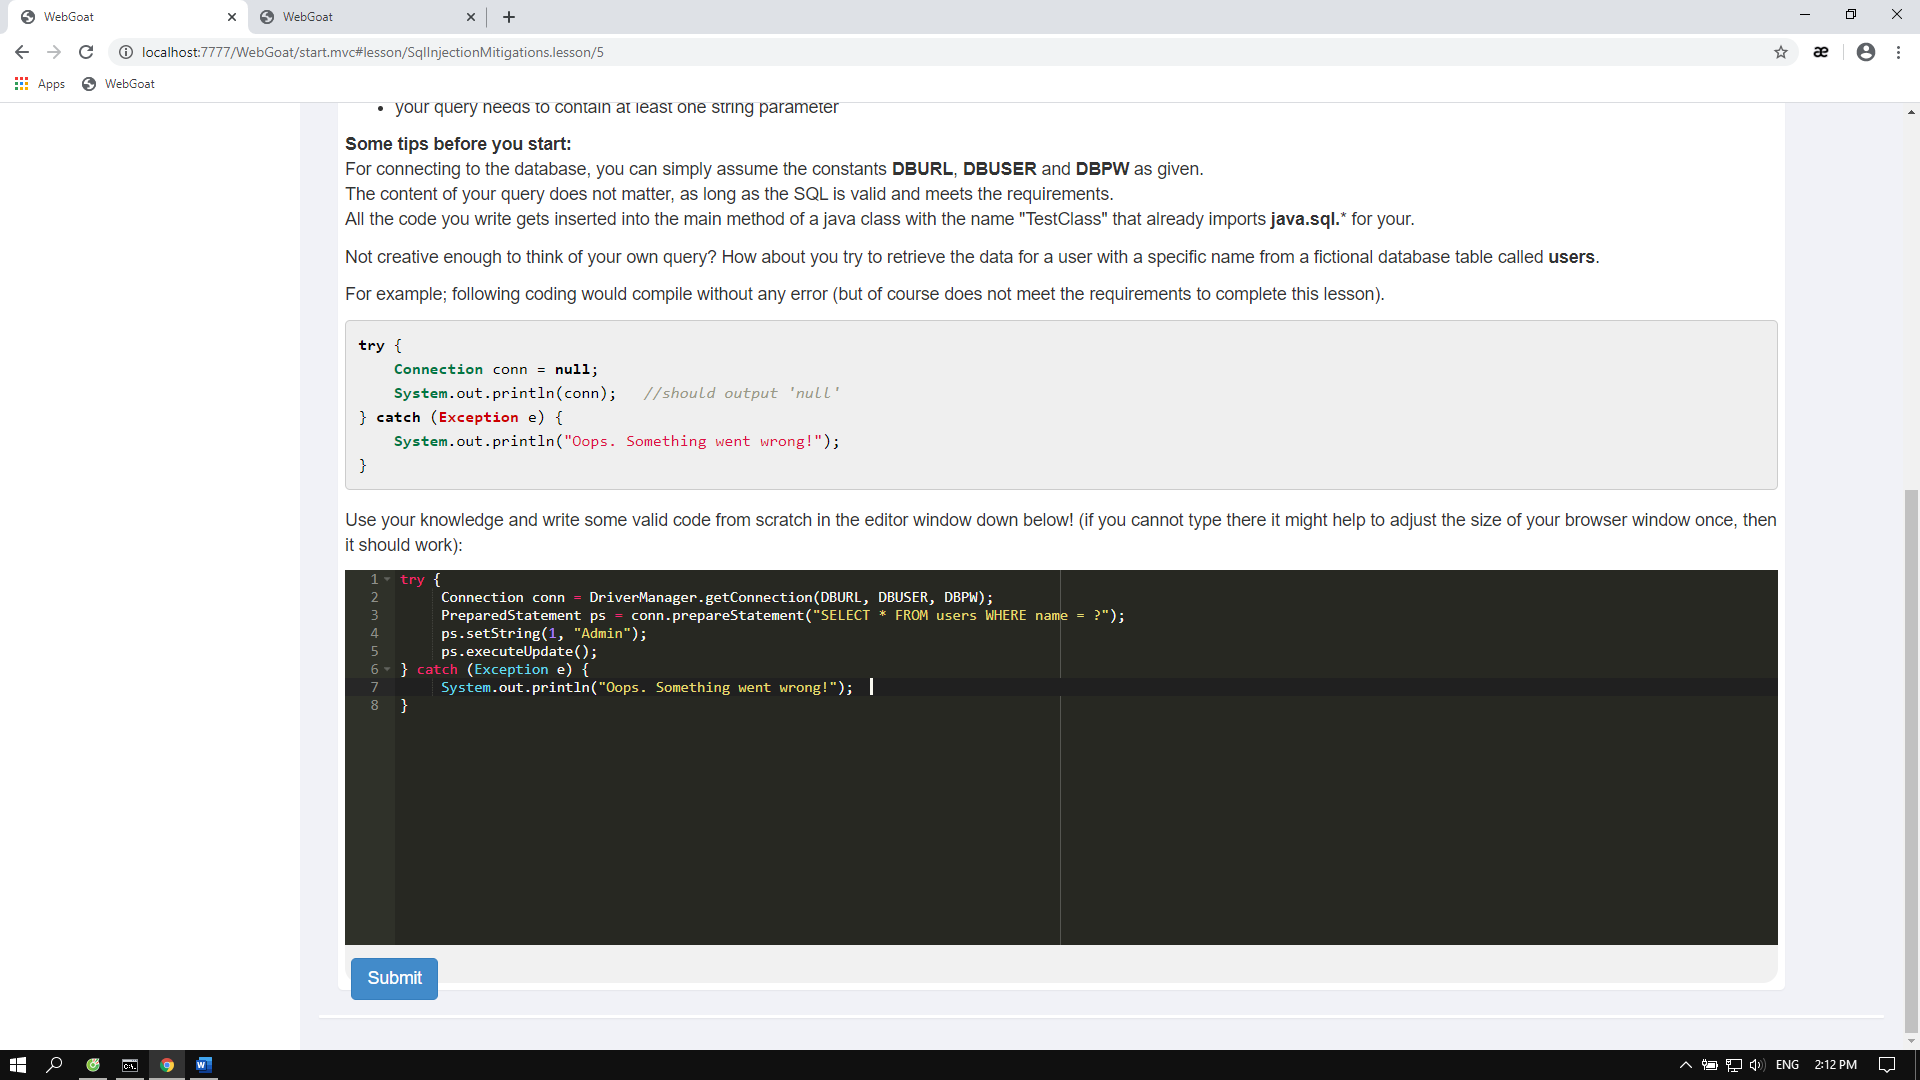 WebGoat
WebGoat
localhost:7777/WebGoat/start.mvc#lesson/SqlInjectionMitigations.lesson/5
æ
Apps WebGoat
• your query needs to contain at least one string parameter
Some tips before you start:
For connecting to the database, you can simply assume the constants DBURL, DBUSER and DBPW as given.
The content of your query does not matter, as long as the SQL is valid and meets the requirements.
All the code you write gets inserted into the main method of a java class with the name "TestClass" that already imports java.sql.* for your.
Not creative enough to think of your own query? How about you try to retrieve the data for a user with a specific name from a fictional database table called users.
For example; following coding would compile without any error (but of course does not meet the requirements to complete this lesson).
try {
    Connection conn = null;
    System.out.println(conn);   //should output 'null'
} catch (Exception e) {
    System.out.println("Oops. Something went wrong!");
}
Use your knowledge and write some valid code from scratch in the editor window down below! (if you cannot type there it might help to adjust the size of your browser window once, then
it should work):
1 try {
2     Connection conn = DriverManager.getConnection(DBURL, DBUSER, DBPW);
3     PreparedStatement ps = conn.prepareStatement("SELECT * FROM users WHERE name = ?");
4     ps.setString(1, "Admin");
5     ps.executeUpdate();
6 } catch (Exception e) {
7     System.out.println("Oops. Something went wrong!");
8 }
Submit
ENG 2:12 PM